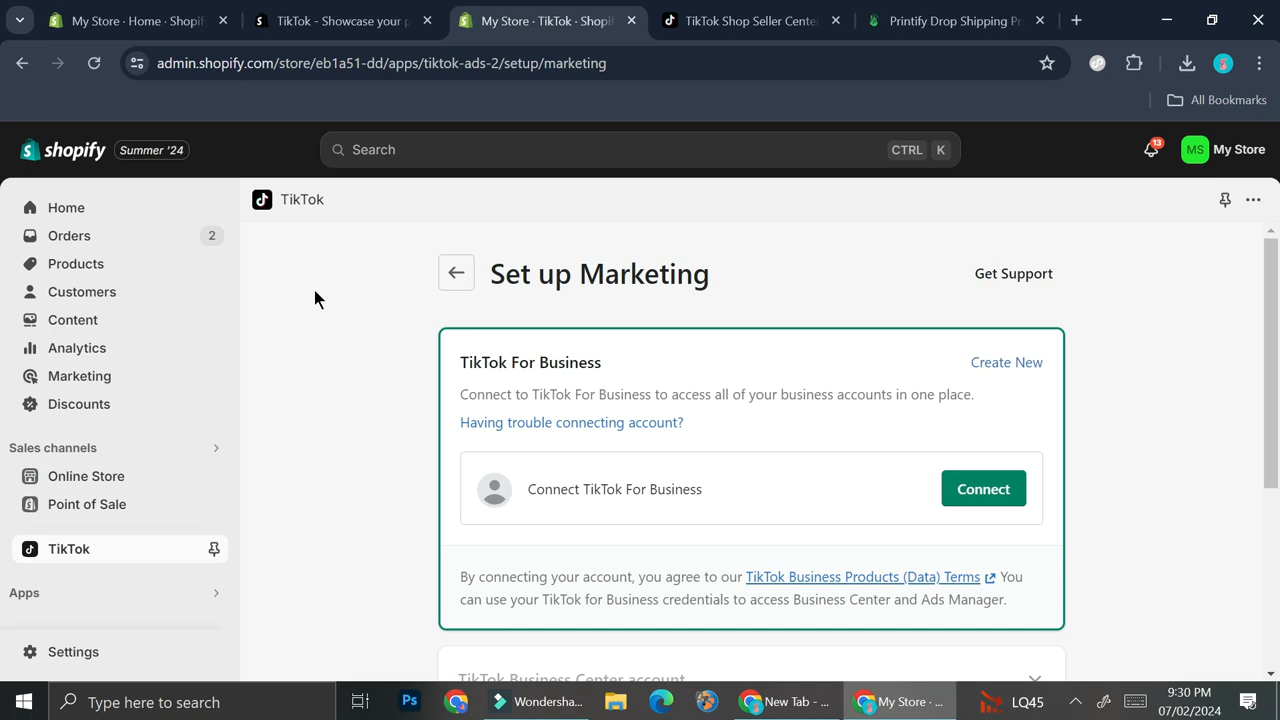 My Store · Home · Shopif
TikTok - Showcase your p
My Store · TikTok · Shopif
TikTok Shop Seller Center
Printify Drop Shipping Pr
admin.shopify.com/store/eb1a51-dd/apps/tiktok-ads-2/setup/marketing
All Bookmarks
shopify
Summer '24
Search
CTRL K
13
MS
My Store
Home
Orders
2
Products
Customers
Content
Analytics
Marketing
Discounts
Sales channels
Online Store
Point of Sale
TikTok
Apps
Settings
TikTok
Set up Marketing
Get Support
TikTok For Business
Create New
Connect to TikTok For Business to access all of your business accounts in one place.
Having trouble connecting account?
Connect TikTok For Business
Connect
By connecting your account, you agree to our TikTok Business Products (Data) Terms You
can use your TikTok for Business credentials to access Business Center and Ads Manager.
TikTok Business Center account
Type here to search
Ps
Wondersha...
New Tab - ...
My Store · ...
LQ45
9:30 PM
07/02/2024